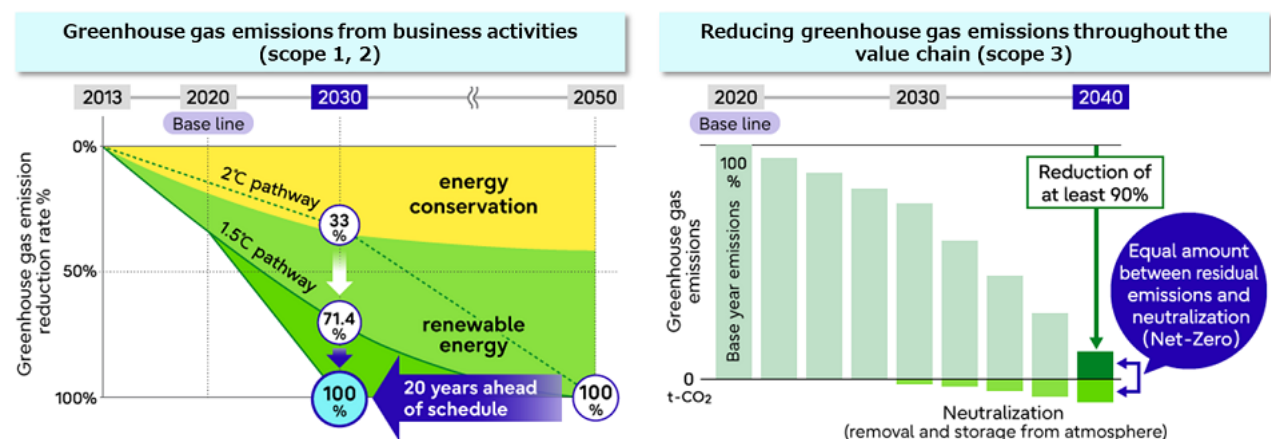 Greenhouse gas emissions from business activities
(scope 1, 2)
2013
2020
2030
2050
Base line
Greenhouse gas emission
reduction rate %
0%
50%
100%
2℃ pathway
1.5℃ pathway
energy
conservation
33
%
71.4
%
renewable
energy
100
%
20 years ahead
of schedule
100
%
Reducing greenhouse gas emissions throughout the
value chain (scope 3)
2020
2030
2040
Base line
Greenhouse gas
emissions
Base year emissions
100
%
Reduction of
at least 90%
Equal amount
between residual
emissions and
neutralization
(Net-Zero)
0
t-CO₂
Neutralization
(removal and storage from atmosphere)